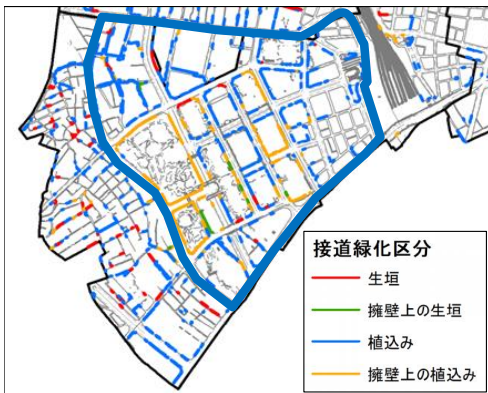 接道緑化区分
生垣
擁壁上の生垣
植込み
擁壁上の植込み